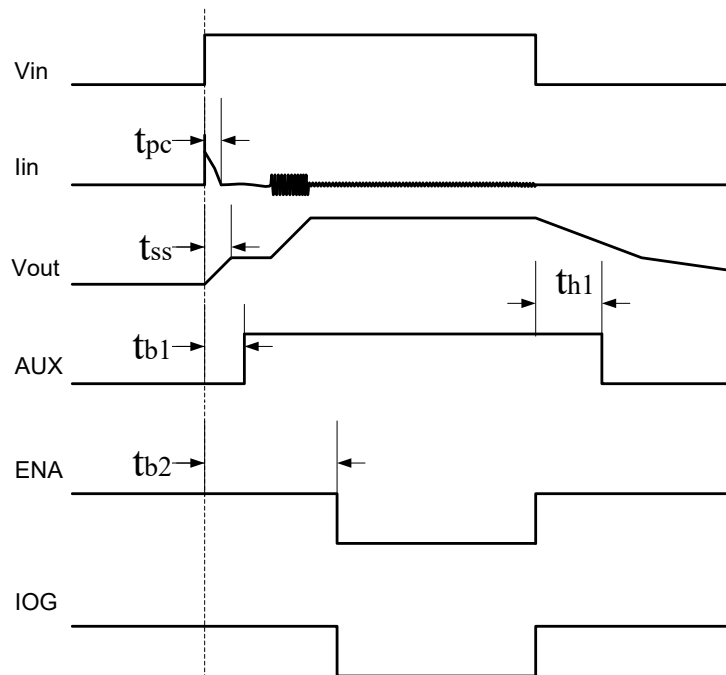 Vin
tpc
Iin
tss
Vout
th1
tb1
AUX
tb2
ENA
IOG